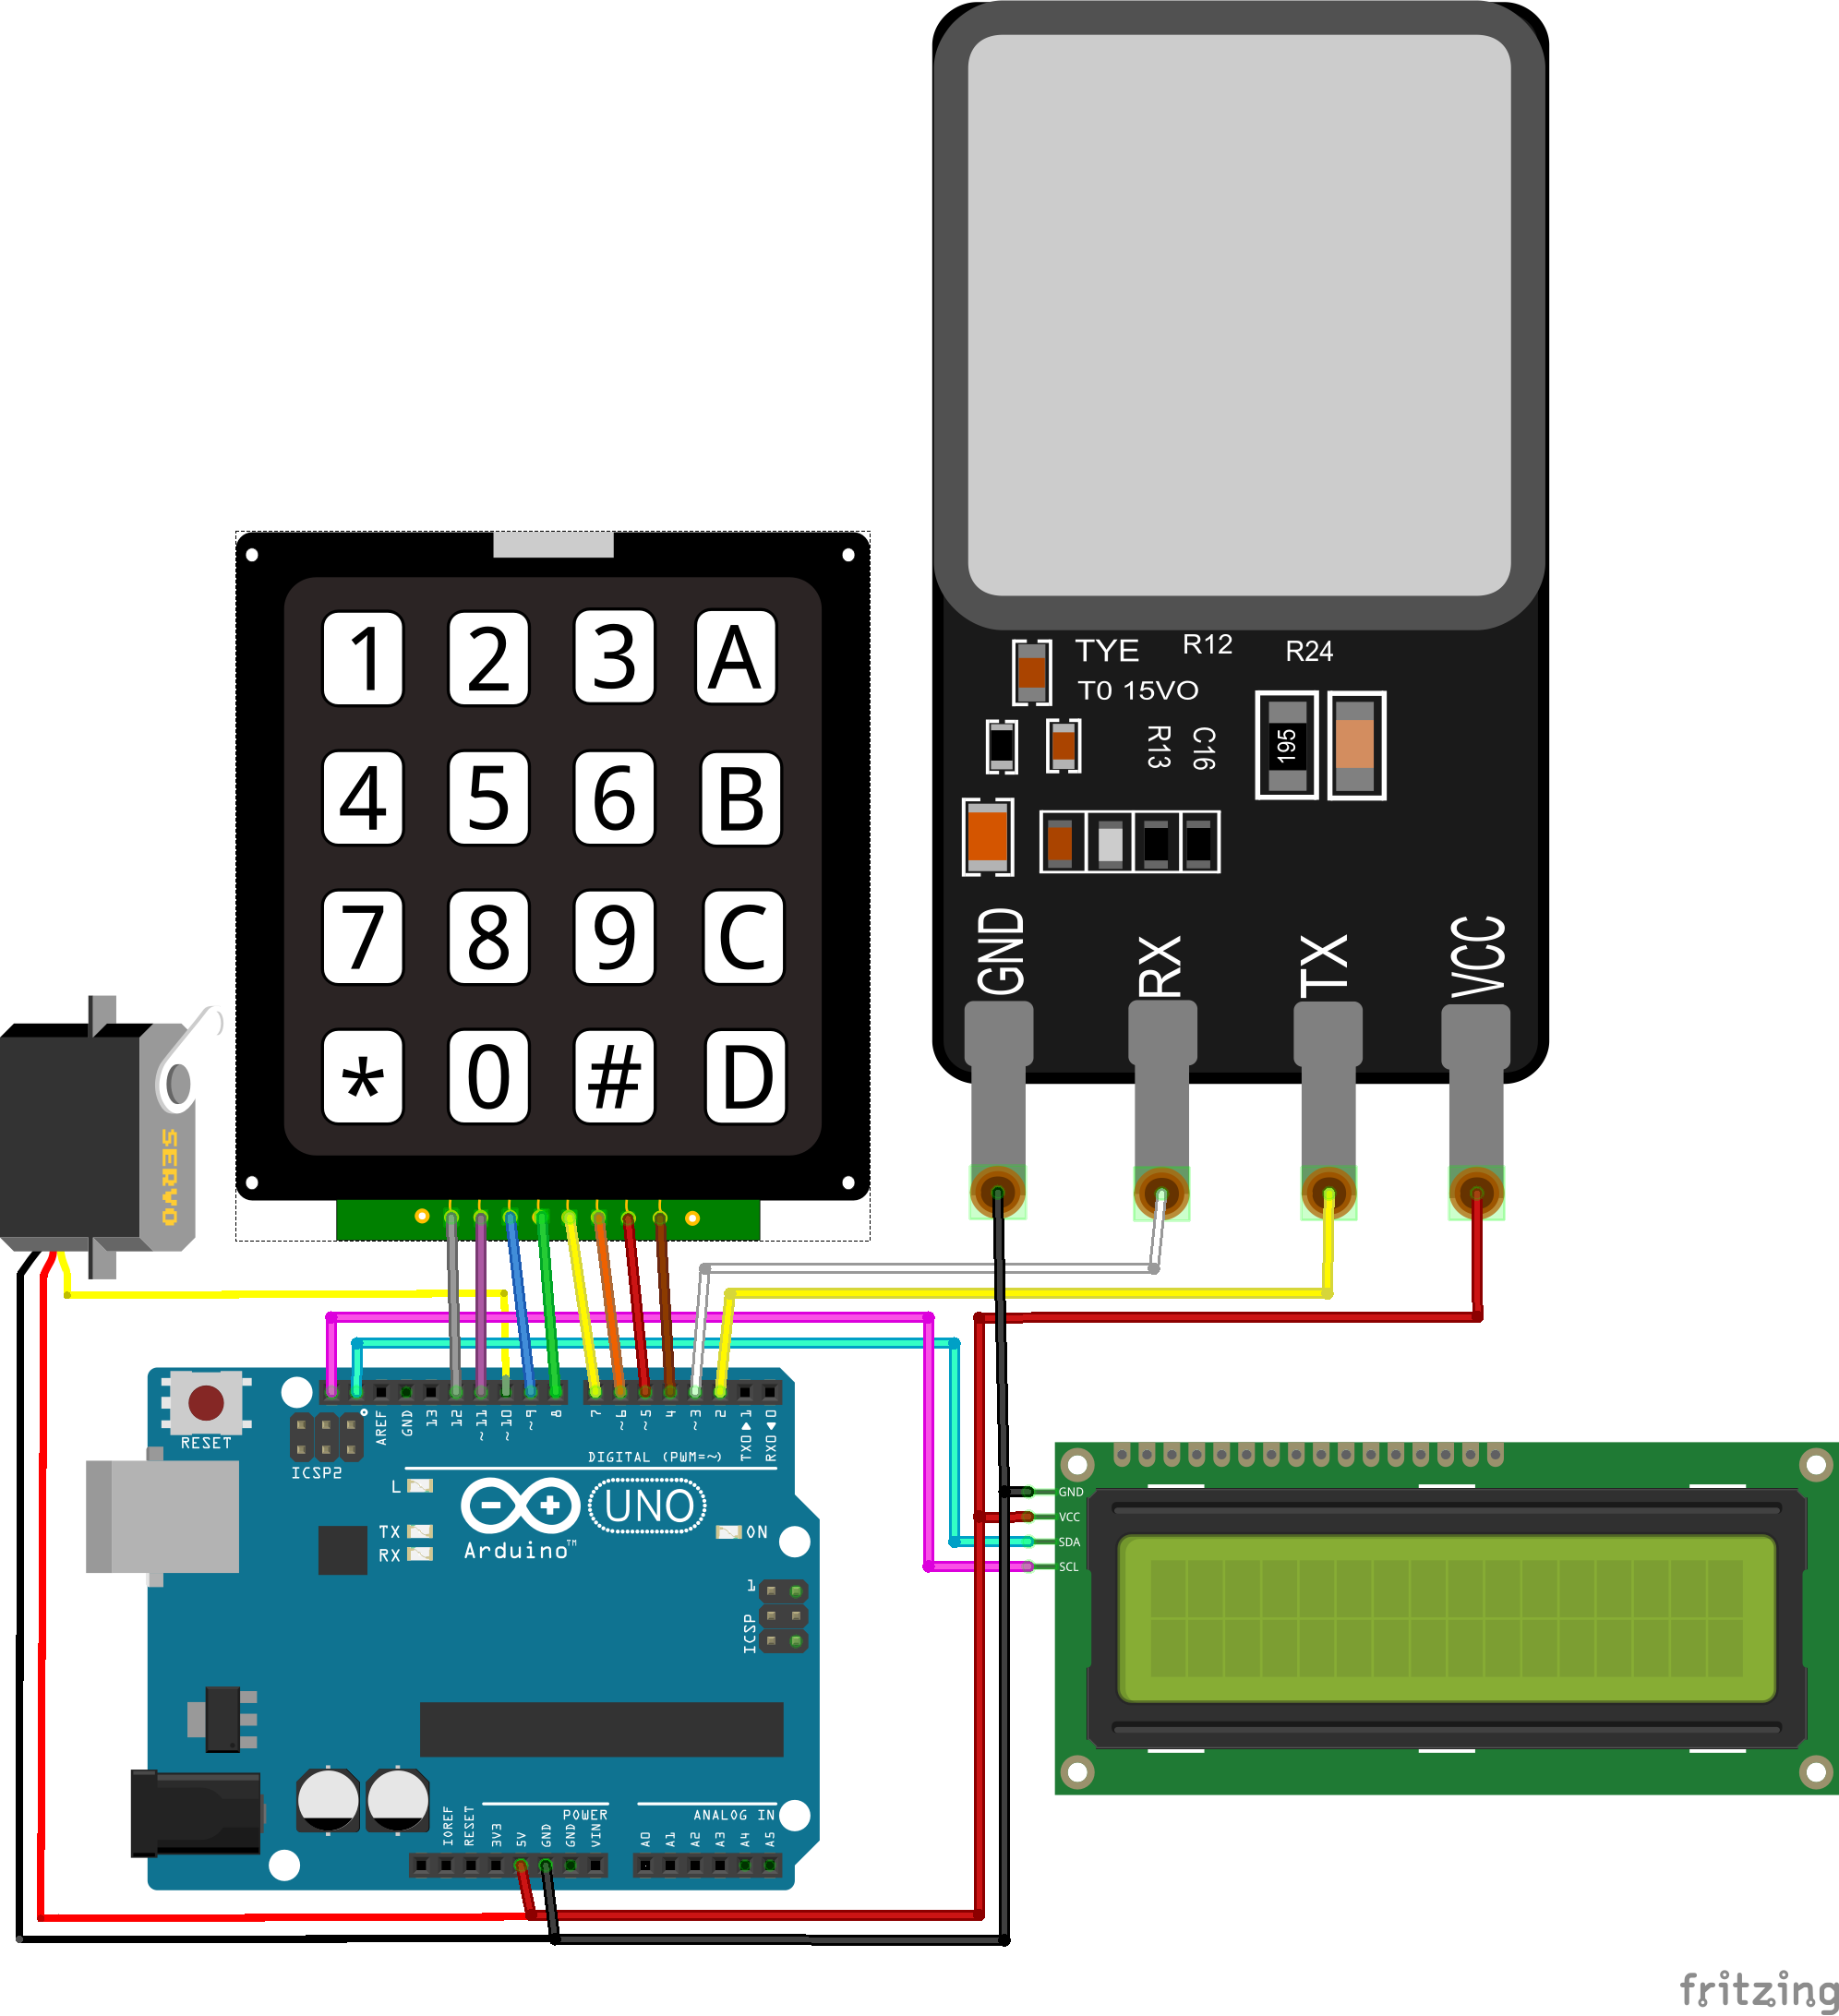 1 2 3 A
4 5 6 B
7 8 9 C
* 0 # D
SERVO
TYE
R12
R24
T0 15VO
R13
C16
195
GND
RX
TX
VCC
RESET
ICSP2
AREF
GND
13
12
~11
~10
~9
8
7
~6
~5
4
~3
2
TX0▶1
RX0◀0
DIGITAL (PWM=~)
L
TX
RX
UNO
Arduino™
ON
1
ICSP
GND
VCC
SDA
SCL
POWER
ANALOG IN
IOREF
RESET
3V3
5V
GND
GND
VIN
A0
A1
A2
A3
A4
A5
fritzing